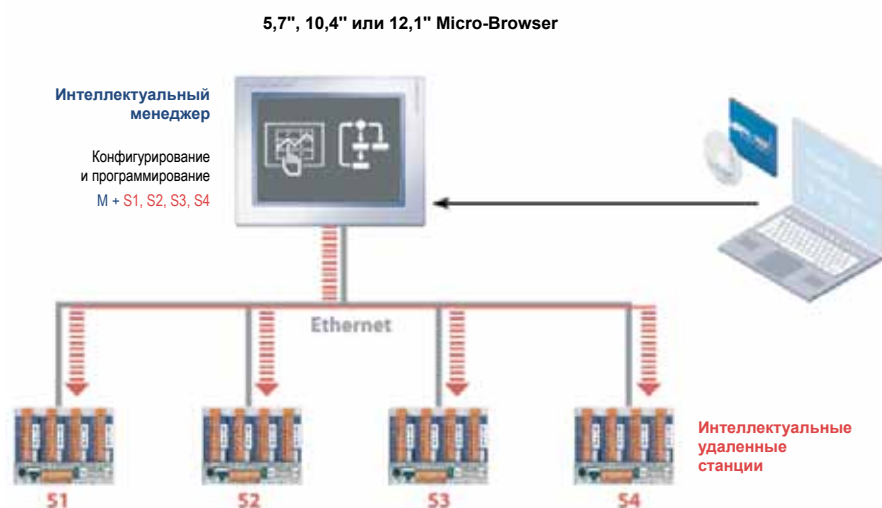 5,7", 10,4" или 12,1" Micro-Browser
Интеллектуальный
менеджер
Конфигурирование
и программирование
M + S1, S2, S3, S4
Ethernet
S1
S2
S3
S4
Интеллектуальные
удаленные
станции